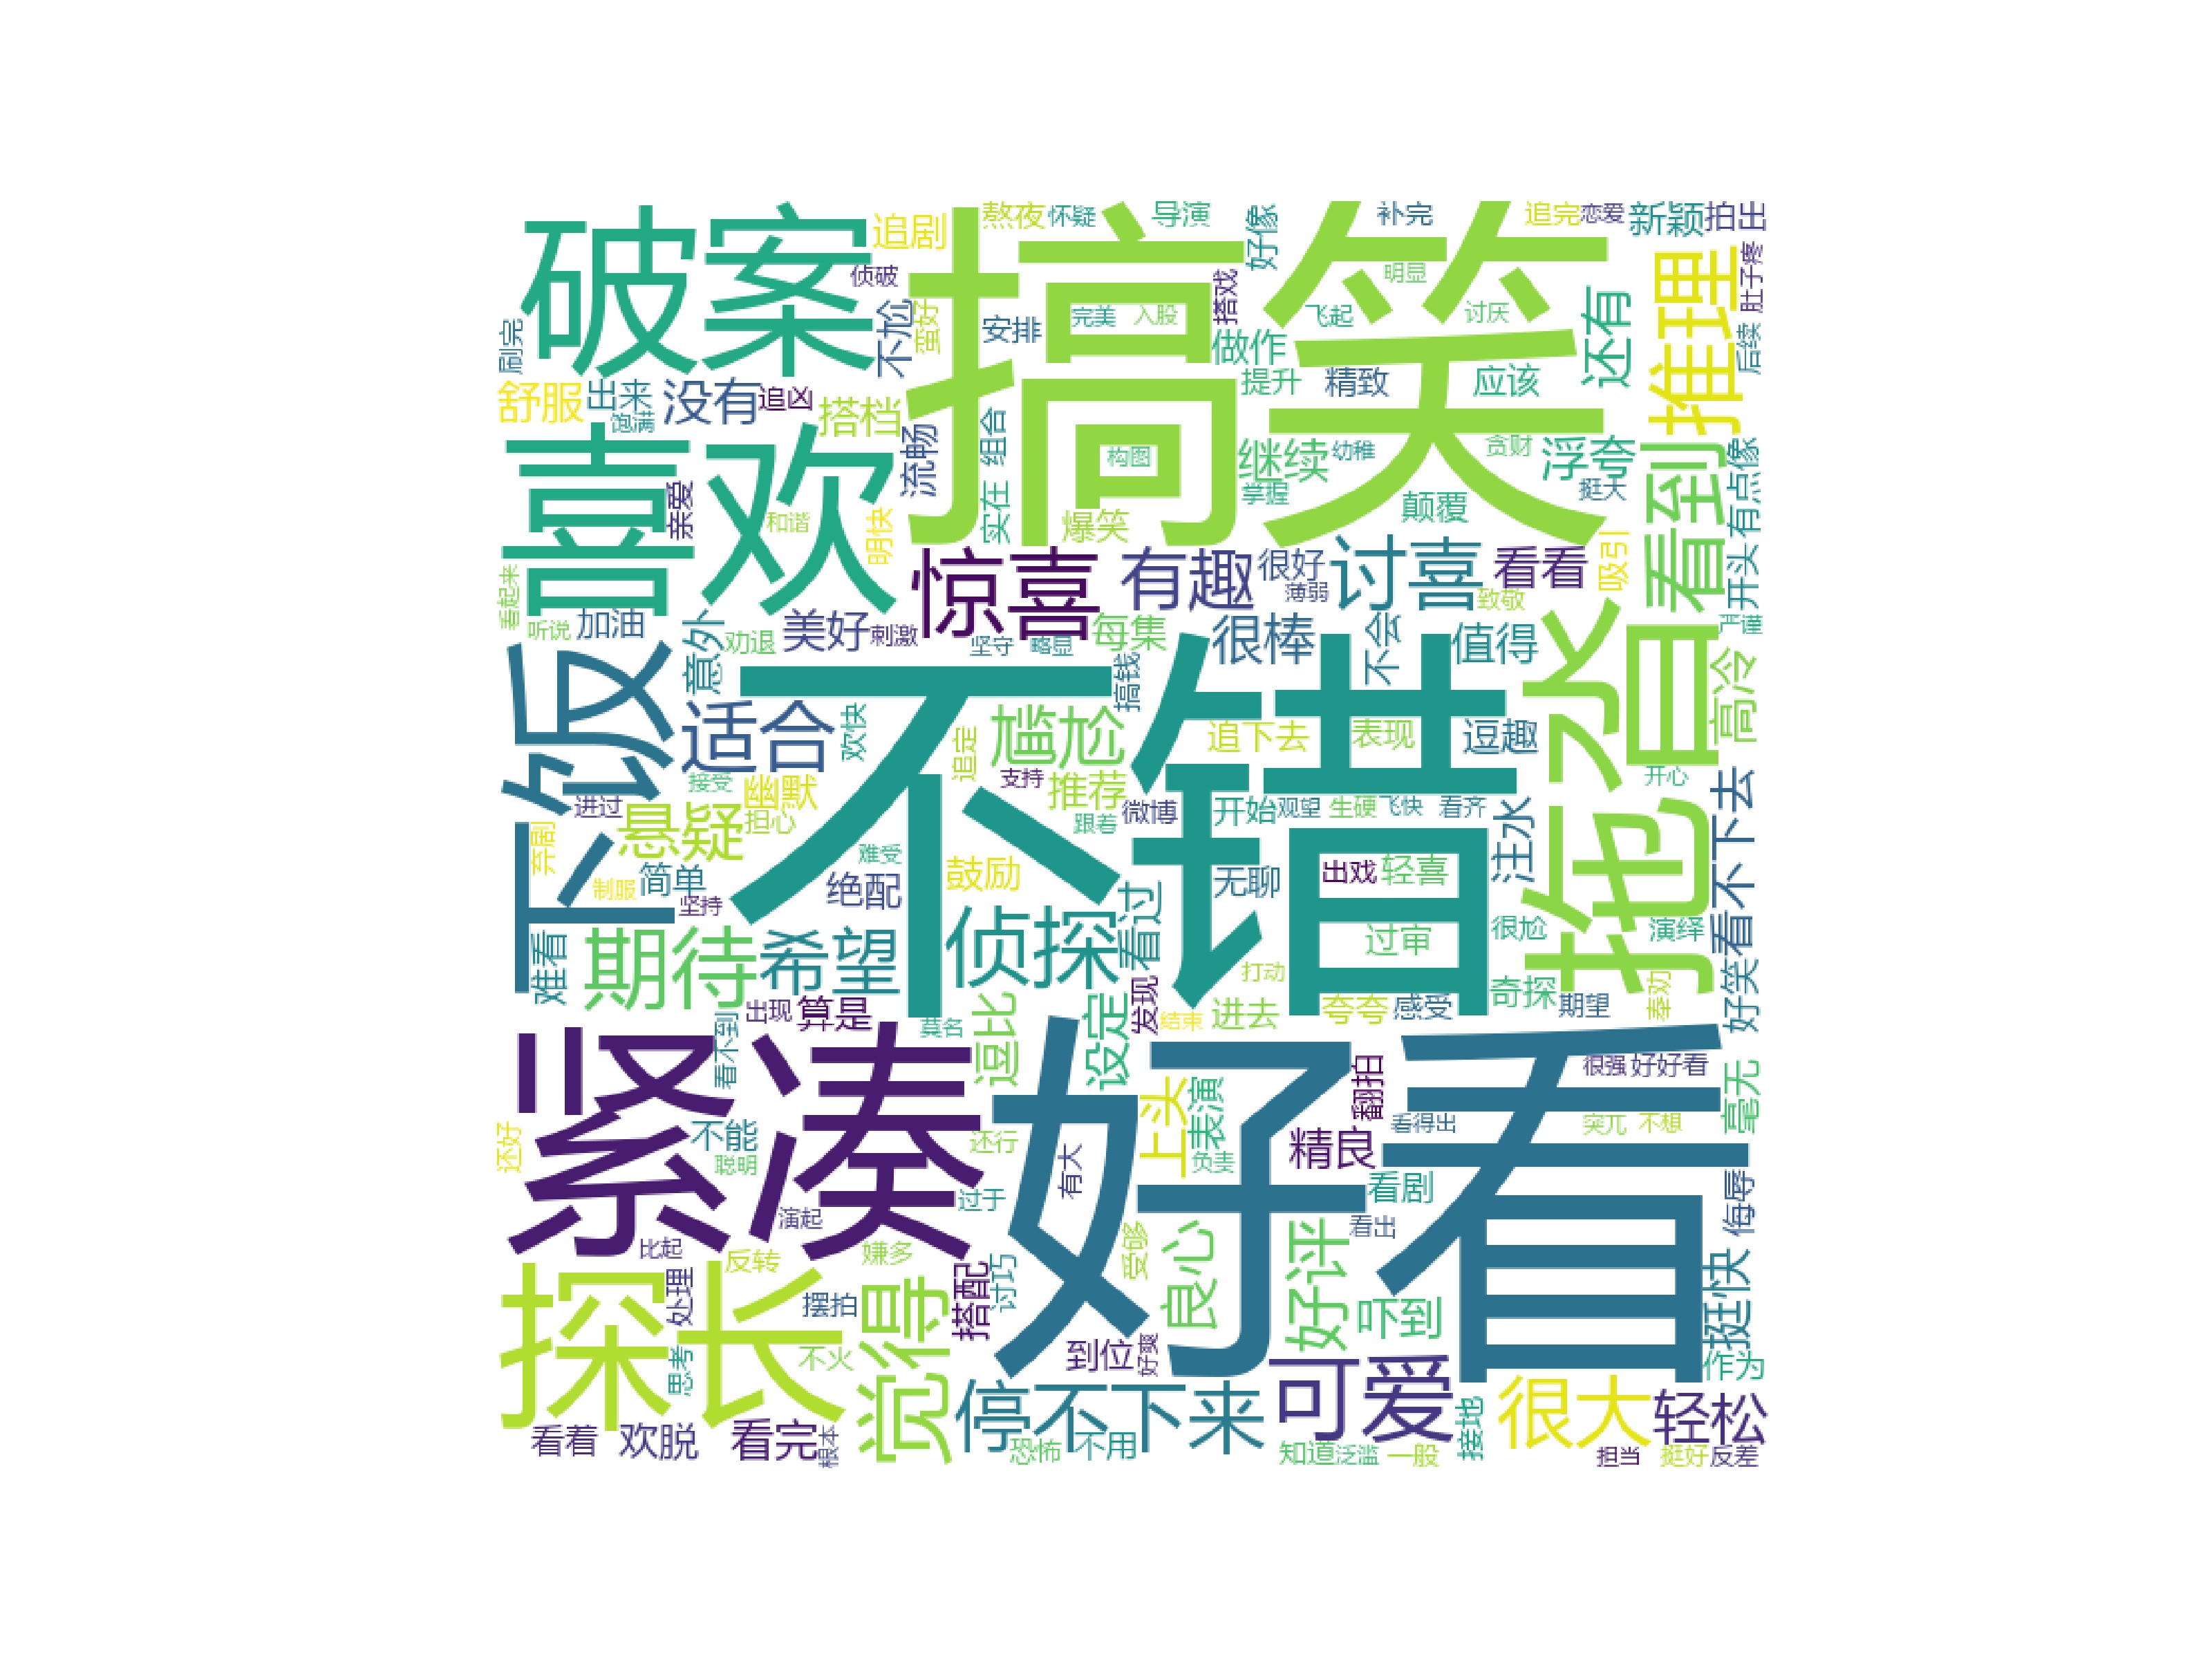 破案
追剧
熬夜
怀疑
导演
好像
补完
追完
恋爱
新颖
拍出
搞笑
侦破
不尬
蛮好
安排
完美
入股
搭戏
飞起
明显
讨厌
还有
推理
肚子疼
刷完
做作
提升
精致
应该
后续
舒服
出来
没有
追凶
搭档
饱满
流畅
组合
构图
继续
幼稚
贪财
浮夸
看到
有点像
喜欢
亲爱
和谐
明快
实在
爆笑
掌握
颠覆
挺大
惊喜
有趣
很好
薄弱
讨喜
看看
致敬
吸引
开头
看起来
听说
加油
意外
劝退
美好
刺激
坚守
略显
每集
很棒
不会
值得
严谨
拖沓
高冷
下饭
适合
欢快
尴尬
搞钱
追下去
表现
逗趣
不错
接受
幽默
追定
支持
推荐
开心
看不下去
进过
悬疑
担心
跟着
微博
开始
观望
生硬
飞快
看齐
注水
弃剧
难受
简单
制服
坚持
绝配
鼓励
无聊
出戏
轻喜
难看
期待
希望
侦探
看过
过审
很尬
演绎
打动
出现
算是
看不到
莫名
逗比
设定
发现
结束
进去
夸夸
感受
奇探
期望
奉劝
好笑
紧凑
好看
翻拍
很强
好好看
毫无
还好
不能
聪明
还行
有大
上头
表演
负责
精良
看得出
突兀
不想
过于
看剧
侮辱
演起
比起
反转
嫌多
受够
良心
好评
看出
挺快
探长
处理
摆拍
觉得
搭配
讨巧
吓到
思考
不火
到位
好爽
可爱
作为
停不下来
很大
轻松
接地
看着
欢脱
看完
根本
恐怖
不用
知道
泛滥
一般
担当
挺好
反差